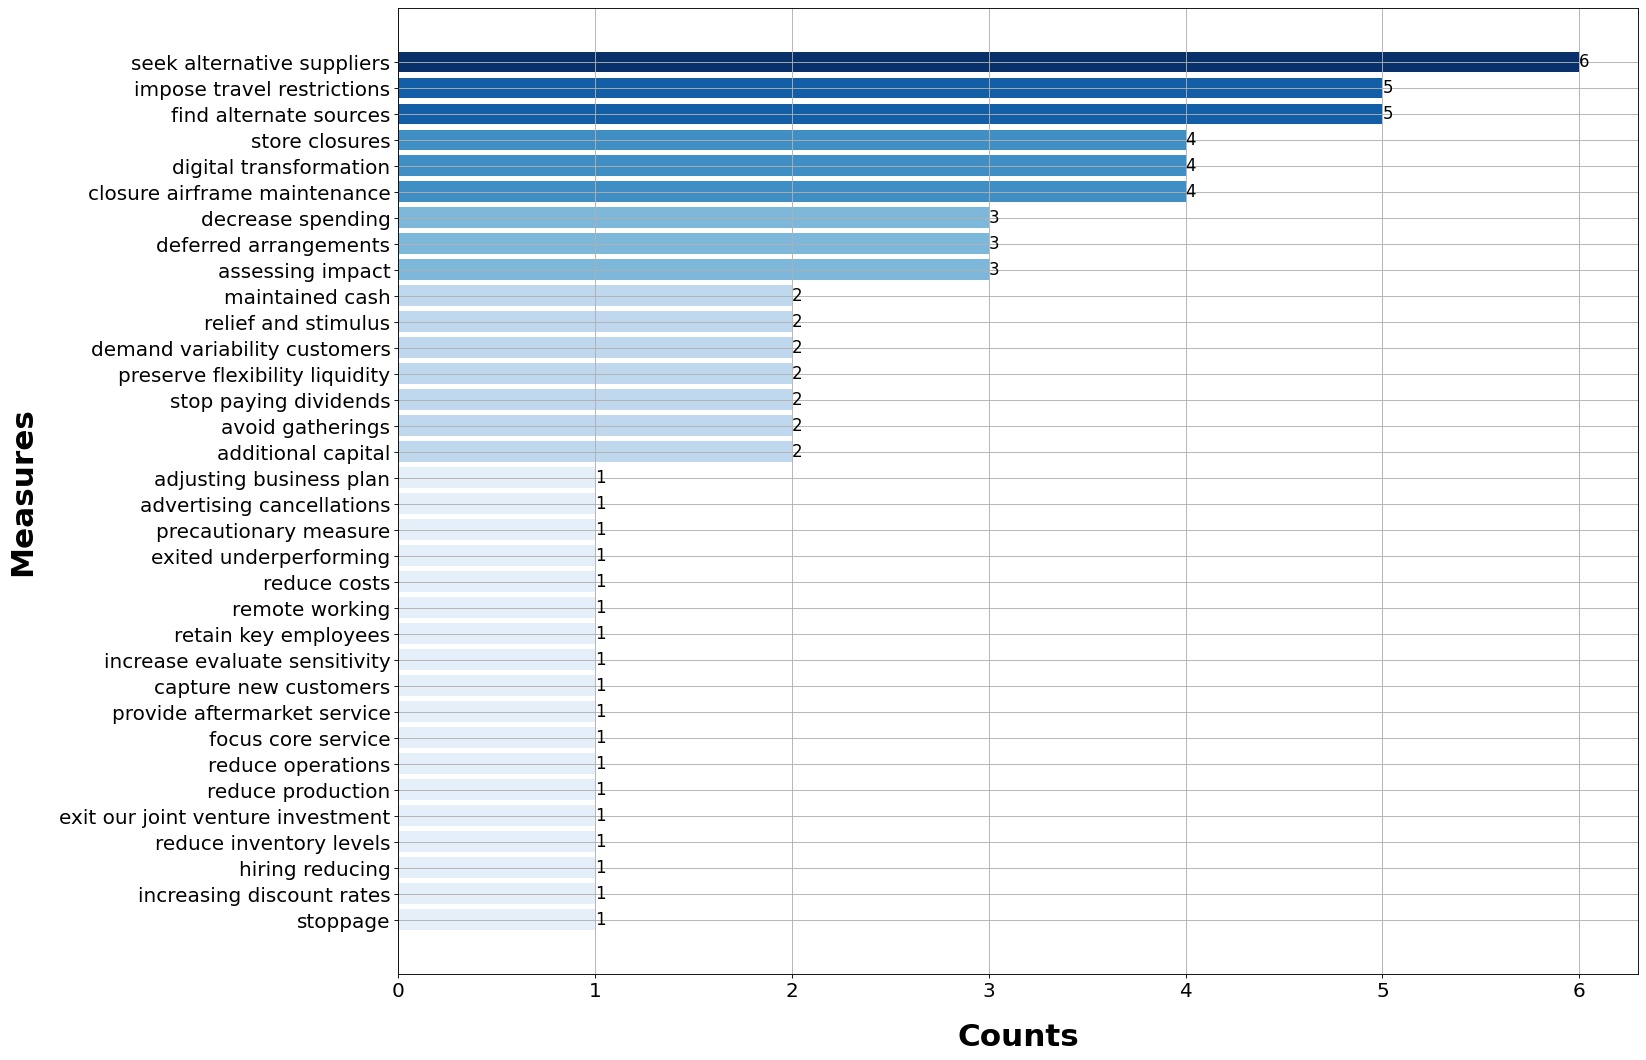 seek alternative suppliers 6
impose travel restrictions 5
find alternate sources 5
store closures 4
digital transformation 4
closure airframe maintenance 4
decrease spending 3
deferred arrangements 3
assessing impact 3
maintained cash 2
relief and stimulus 2
demand variability customers 2
preserve flexibility liquidity 2
stop paying dividends 2
avoid gatherings 2
additional capital 2
adjusting business plan 1
advertising cancellations 1
precautionary measure 1
exited underperforming 1
reduce costs 1
remote working 1
retain key employees 1
increase evaluate sensitivity 1
capture new customers 1
provide aftermarket service 1
focus core service 1
reduce operations 1
reduce production 1
exit our joint venture investment 1
reduce inventory levels 1
hiring reducing 1
increasing discount rates 1
stoppage 1
Measures
0 1 2 3 4 5 6
Counts